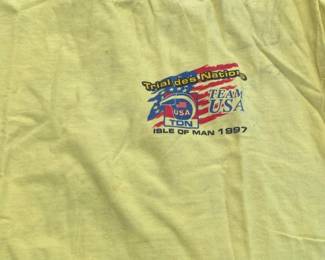 Trial des Nations
TEAM
USA
USA
TDN
ISLE OF MAN 1997